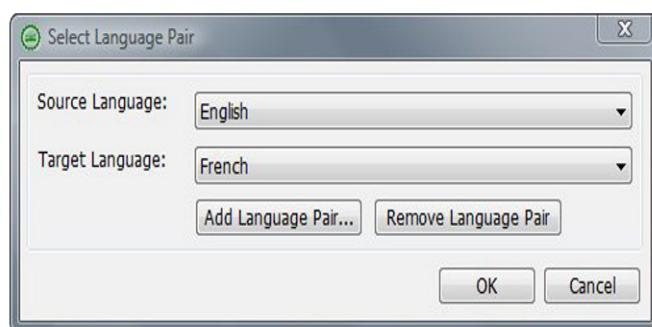 Select Language Pair
Source Language:
English
Target Language:
French
Add Language Pair... Remove Language Pair
OK Cancel